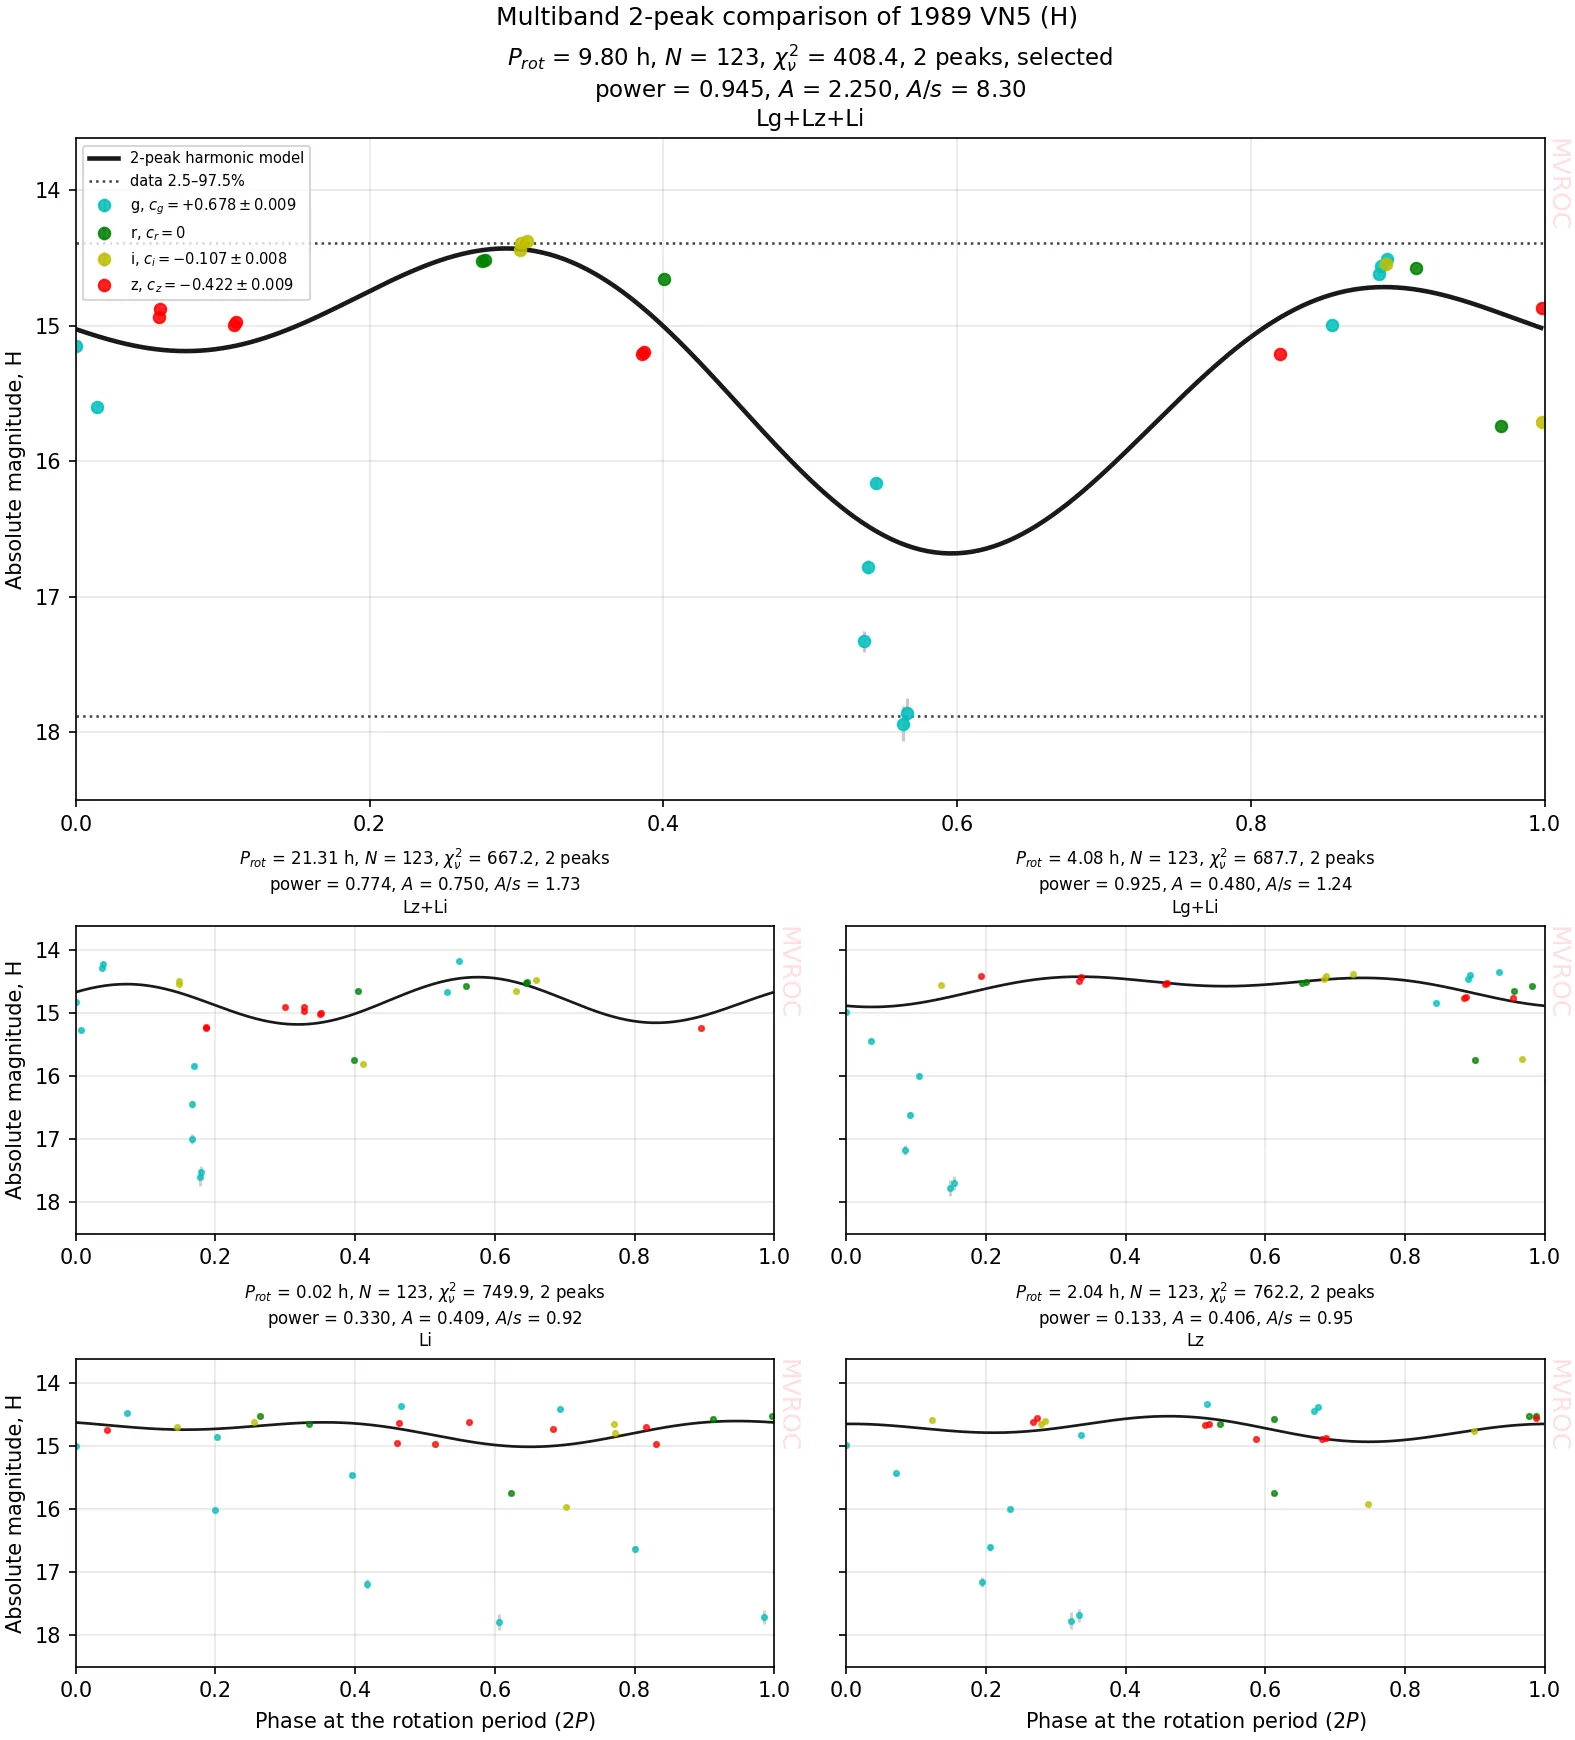 Multiband 2-peak comparison of 1989 VN5 (H)
P_rot = 9.80 h, N = 123, χ²_ν = 408.4, 2 peaks, selected
power = 0.945, A = 2.250, A/s = 8.30
Lg+Lz+Li
2-peak harmonic model
data 2.5–97.5%
g, c_g = +0.678 ± 0.009
r, c_r = 0
i, c_i = −0.107 ± 0.008
z, c_z = −0.422 ± 0.009
MVROC
Absolute magnitude, H
14
15
16
17
18
0.0 0.2 0.4 0.6 0.8 1.0
P_rot = 21.31 h, N = 123, χ²_ν = 667.2, 2 peaks
power = 0.774, A = 0.750, A/s = 1.73
Lz+Li
MVROC
Absolute magnitude, H
14
15
16
17
18
0.0 0.2 0.4 0.6 0.8 1.0
P_rot = 4.08 h, N = 123, χ²_ν = 687.7, 2 peaks
power = 0.925, A = 0.480, A/s = 1.24
Lg+Li
MVROC
0.0 0.2 0.4 0.6 0.8 1.0
P_rot = 0.02 h, N = 123, χ²_ν = 749.9, 2 peaks
power = 0.330, A = 0.409, A/s = 0.92
Li
MVROC
Absolute magnitude, H
14
15
16
17
18
0.0 0.2 0.4 0.6 0.8 1.0
Phase at the rotation period (2P)
P_rot = 2.04 h, N = 123, χ²_ν = 762.2, 2 peaks
power = 0.133, A = 0.406, A/s = 0.95
Lz
MVROC
0.0 0.2 0.4 0.6 0.8 1.0
Phase at the rotation period (2P)